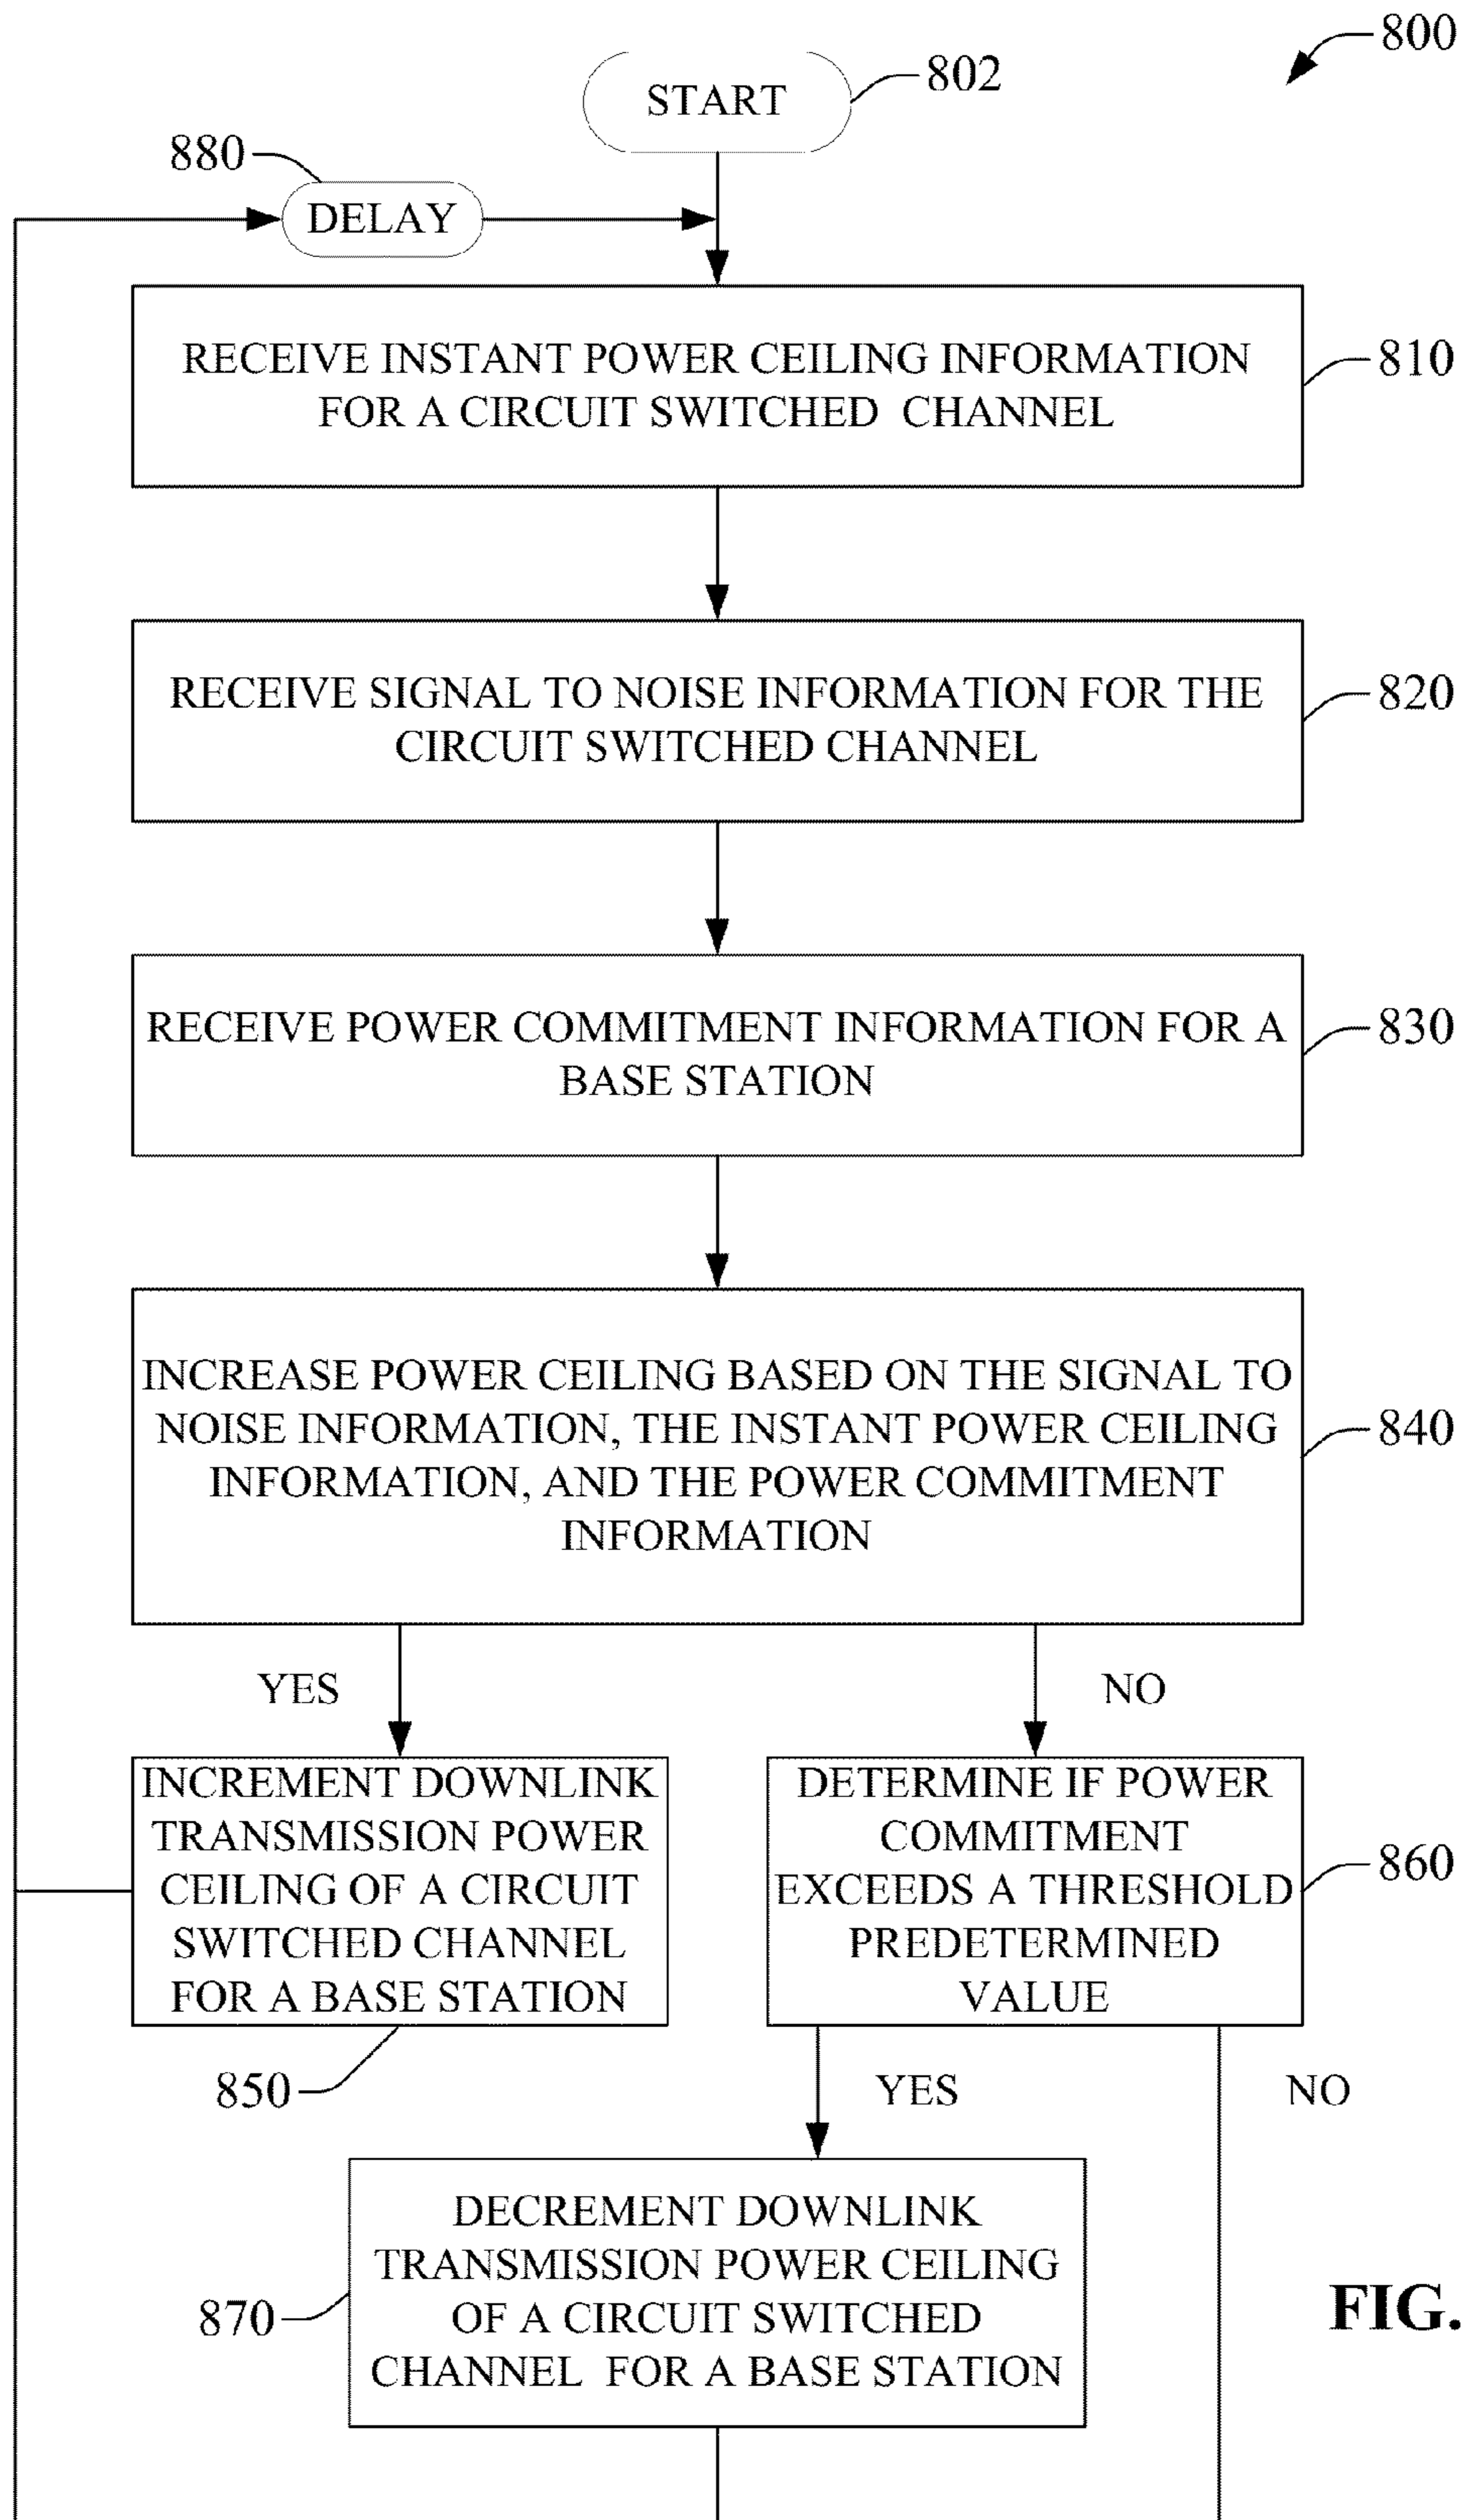 800
START
802
880
DELAY
RECEIVE INSTANT POWER CEILING INFORMATION
FOR A CIRCUIT SWITCHED CHANNEL
810
RECEIVE SIGNAL TO NOISE INFORMATION FOR THE
CIRCUIT SWITCHED CHANNEL
820
RECEIVE POWER COMMITMENT INFORMATION FOR A
BASE STATION
830
INCREASE POWER CEILING BASED ON THE SIGNAL TO
NOISE INFORMATION, THE INSTANT POWER CEILING
INFORMATION, AND THE POWER COMMITMENT
INFORMATION
840
YES
NO
INCREMENT DOWNLINK
TRANSMISSION POWER
CEILING OF A CIRCUIT
SWITCHED CHANNEL
FOR A BASE STATION
850
DETERMINE IF POWER
COMMITMENT
EXCEEDS A THRESHOLD
PREDETERMINED
VALUE
860
YES
NO
DECREMENT DOWNLINK
TRANSMISSION POWER CEILING
OF A CIRCUIT SWITCHED
CHANNEL FOR A BASE STATION
870
FIG.